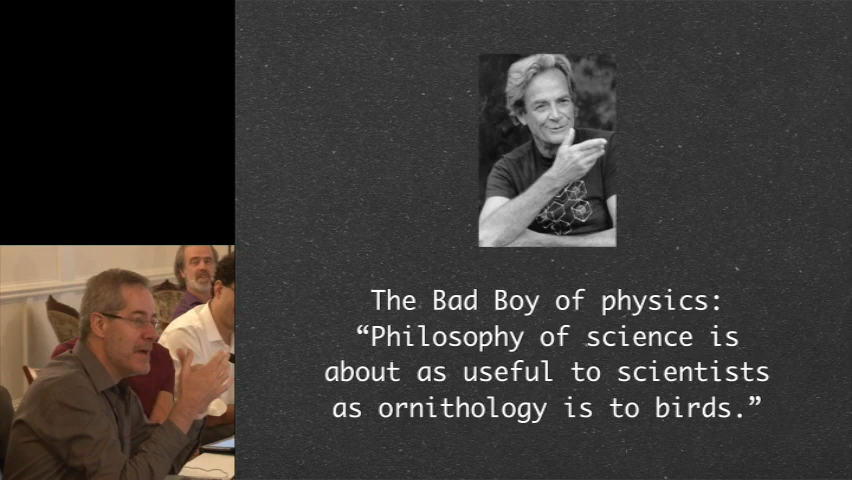 The Bad Boy of physics:
“Philosophy of science is
about as useful to scientists
as ornithology is to birds.”